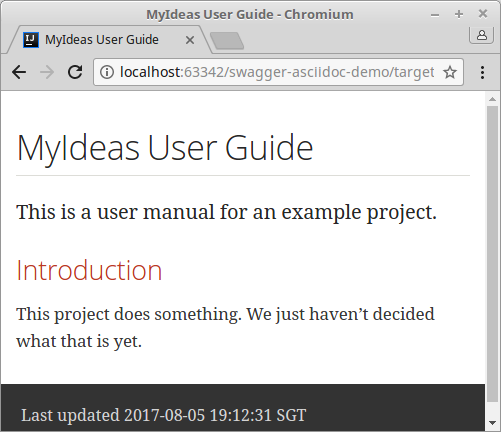 MyIdeas User Guide - Chromium
MyIdeas User Guide
localhost:63342/swagger-asciidoc-demo/target
MyIdeas User Guide
This is a user manual for an example project.
Introduction
This project does something. We just haven’t decided
what that is yet.
Last updated 2017-08-05 19:12:31 SGT